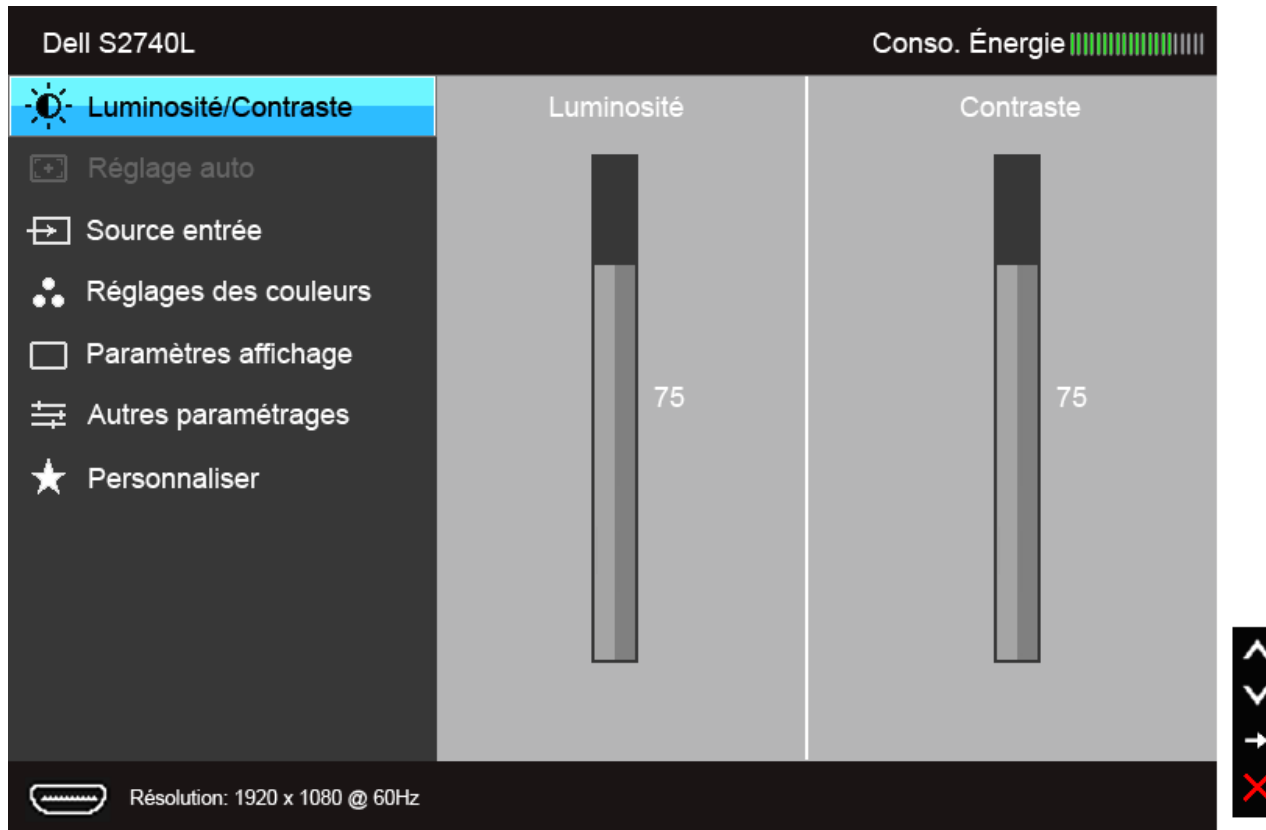 Dell S2740L
Conso. Énergie
Luminosité/Contraste
Réglage auto
Source entrée
Réglages des couleurs
Paramètres affichage
Autres paramétrages
Personnaliser
Luminosité
75
Contraste
75
Résolution: 1920 x 1080 @ 60Hz